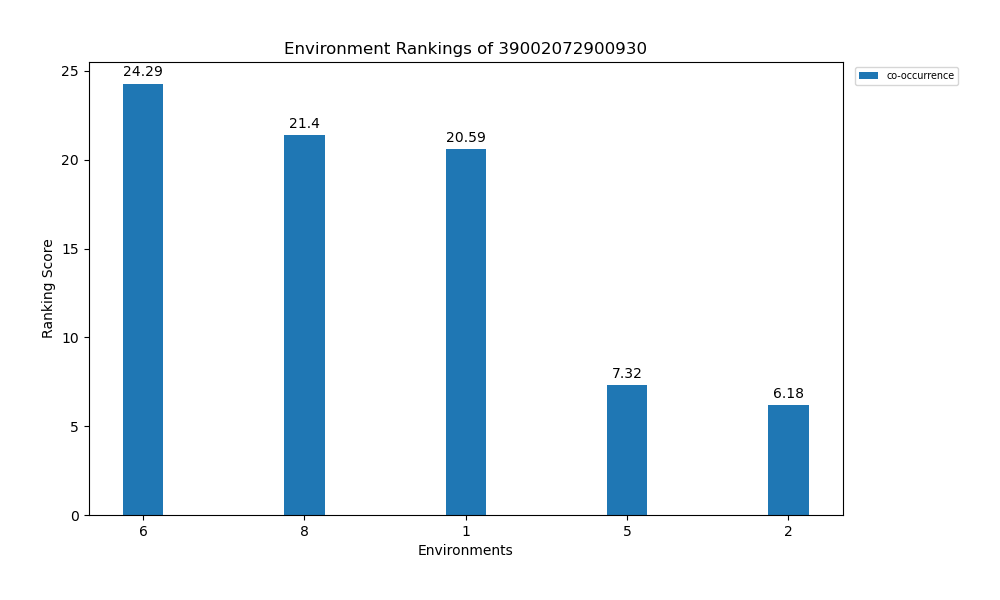 Environment Rankings of 39002072900930
co-occurrence
Ranking Score
25
20
15
10
5
0
24.29
21.4
20.59
7.32
6.18
6 8 1 5 2
Environments